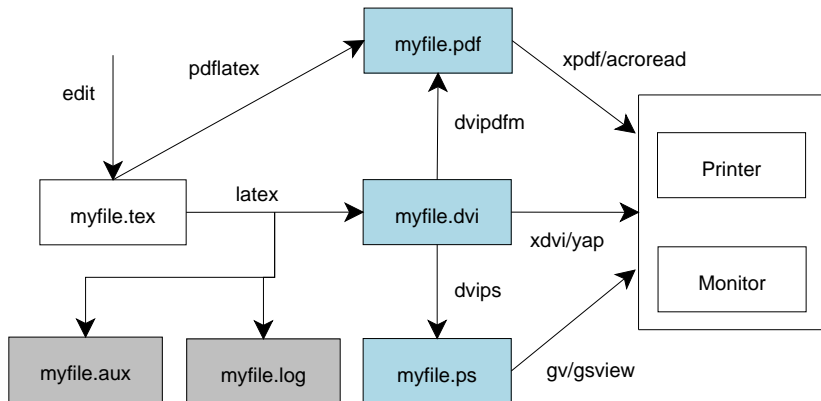 myfile.pdf
xpdf/acroread
pdflatex
edit
dvipdfm
Printer
latex
myfile.tex
myfile.dvi
xdvi/yap
Monitor
dvips
myfile.aux
myfile.log
myfile.ps
gv/gsview